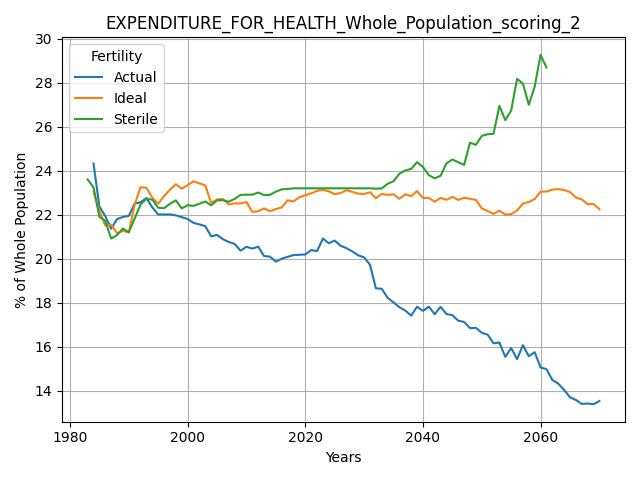 EXPENDITURE_FOR_HEALTH_Whole_Population_scoring_2
Fertility
Actual
Ideal
Sterile
% of Whole Population
30
28
26
24
22
20
18
16
14
1980
2000
2020
2040
2060
Years